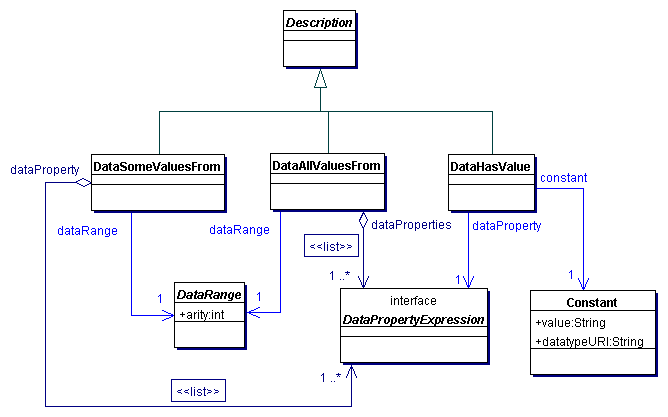 Description
DataSomeValuesFrom
DataAllValuesFrom
DataHasValue
dataProperty
constant
dataRange
dataRange
dataProperties
dataProperty
<<list>>
1 ..*
1
1
1
1
DataRange
+arity:int
interface
DataPropertyExpression
Constant
+value:String
+datatypeURI:String
1 ..*
<<list>>